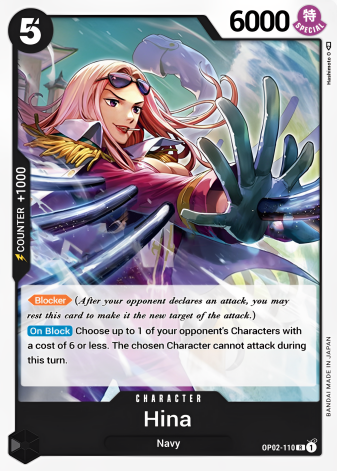 5
6000
特
SPECIAL
Hashimoto Q
COUNTER +1000
Blocker (After your opponent declares an attack, you may
rest this card to make it the new target of the attack.)
On Block Choose up to 1 of your opponent's Characters with
a cost of 6 or less. The chosen Character cannot attack during
this turn.
BANDAI MADE IN JAPAN
CHARACTER
Hina
Navy
OP02-110 R 1